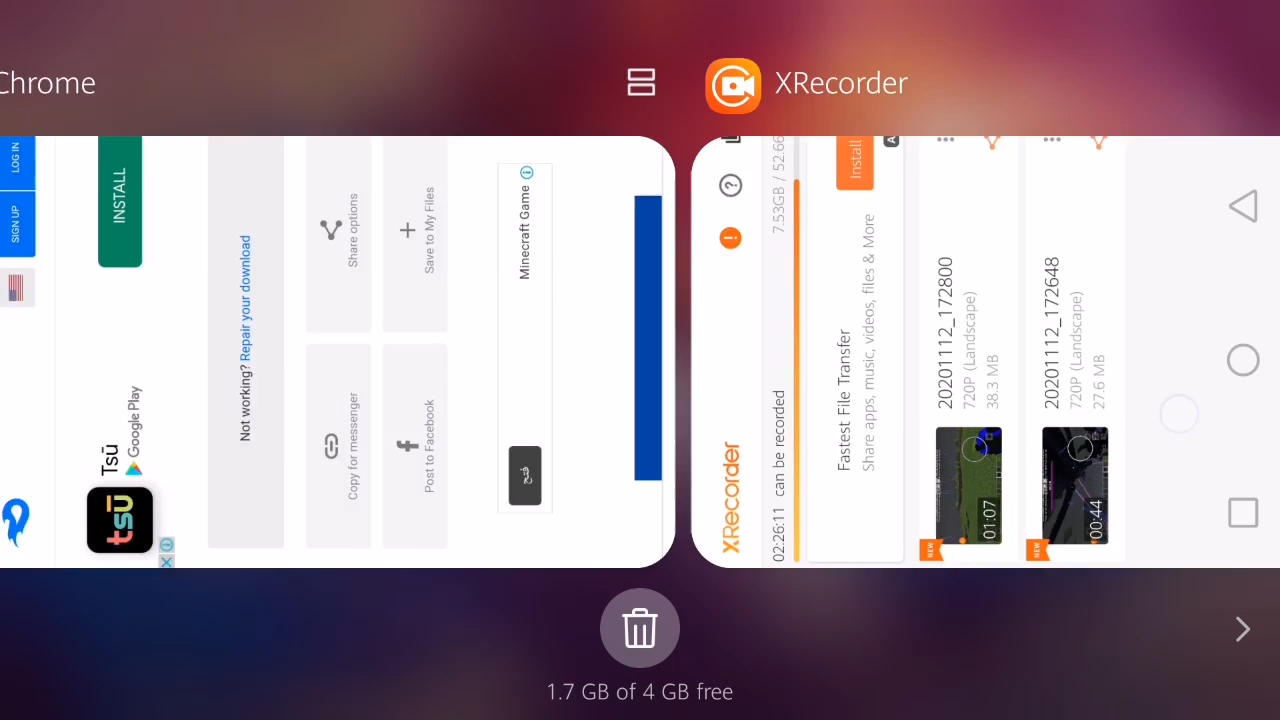 Chrome
XRecorder
LOG IN
SIGN UP
INSTALL
Tsū
Google Play
tsū
Not working? Repair your download
Share options
Save to My Files
Copy for messenger
Post to Facebook
Minecraft Game
فتح
XRecorder
02:26:11 can be recorded
7.53GB / 52.66
Fastest File Transfer
Share apps, music, videos, files & More
Install
20201112_172800
720P (Landscape)
38.3 MB
01:07
NEW
20201112_172648
720P (Landscape)
27.6 MB
00:44
NEW
1.7 GB of 4 GB free